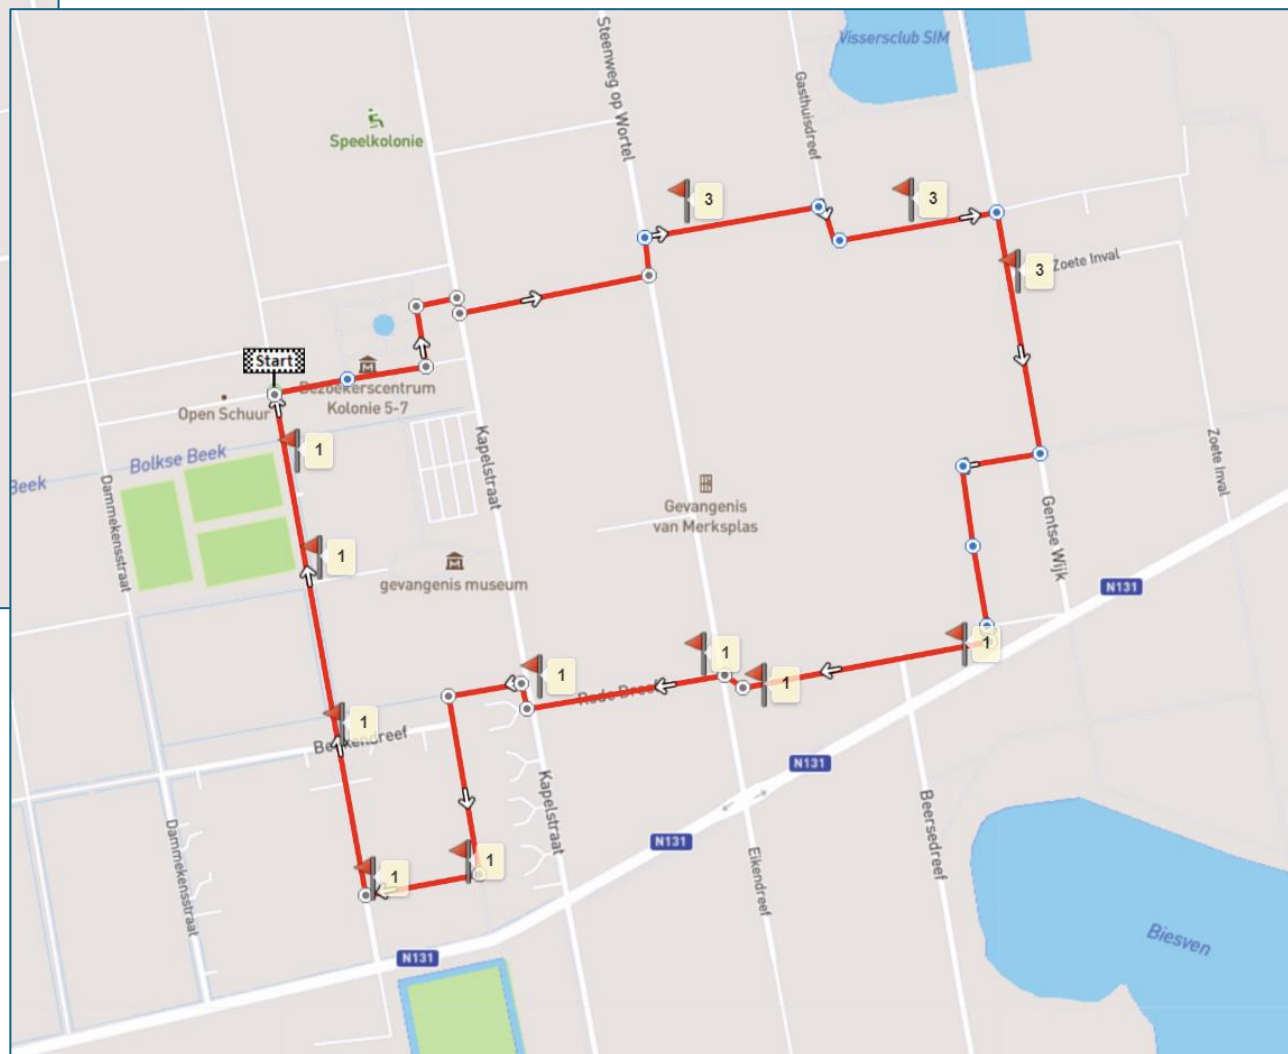 Vissersclub SIM
Steenweg op Wortel
Gasthuisdreef
Speelkolonie
3
3
3
Zoete Inval
Start
Bezoekerscentrum
Kolonie 5-7
Open Schuur
1
Bolkse Beek
Beek
Kapelstraat
Dammekensstraat
Zoete Inval
Gevangenis
van Merksplas
Gentse Wijk
1
gevangenis museum
N131
1
1
1
1
1
Kapelstraat
N131
Beersedreef
N131
Dammekensstraat
Eikendreef
1
1
Biesven
N131